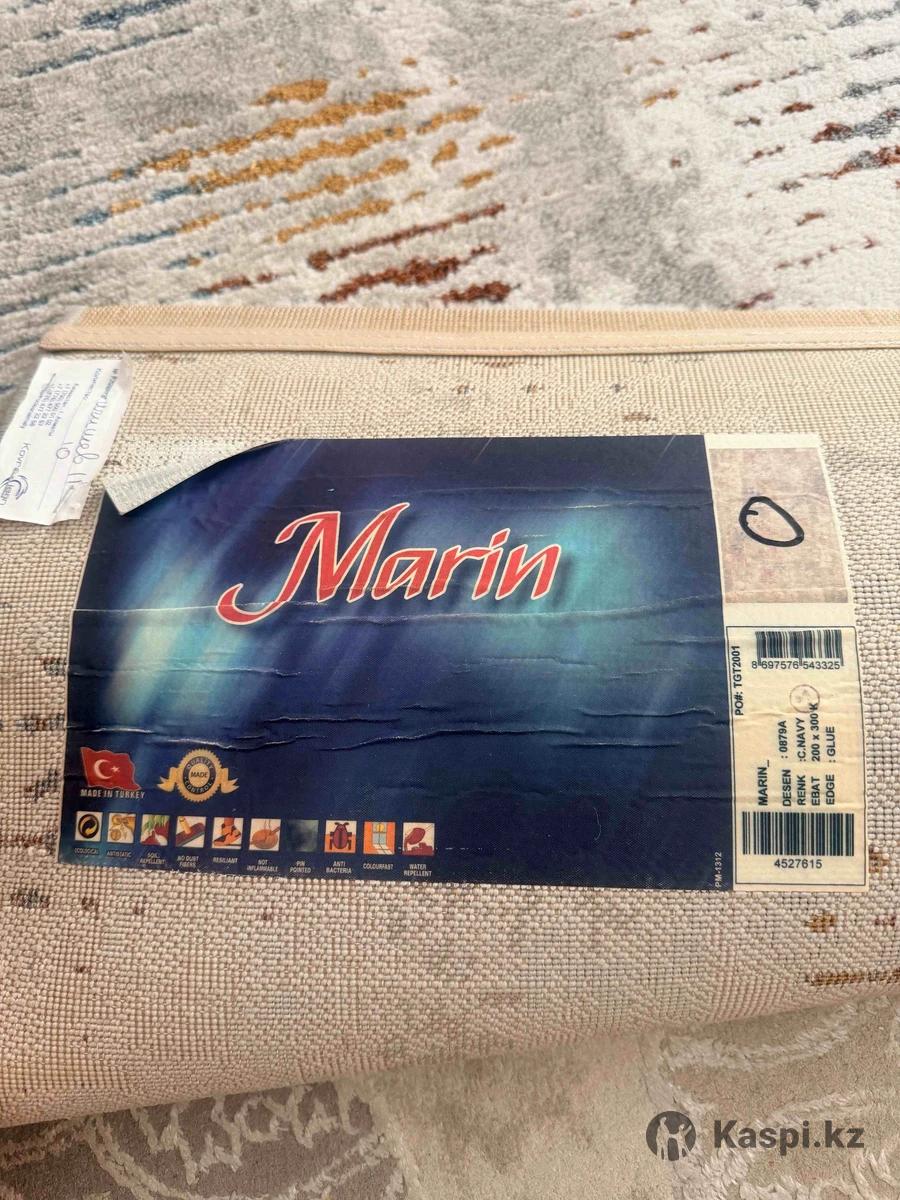 Marin
MADE IN TURKEY
QUALITY
MADE
CONTROL
ECOLOGICAL
ANTISTATIC
SOIL
REPELLENT
NO DUST
FIBERS
RESILIANT
NOT
INFLAMMABLE
PIN
POINTED
ANTI
BACTERIA
COLOURFAST
WATER
REPELLENT
PM-1312
O
PO#: TGT2001
8 697576 543325
MARIN_
DESEN : 0879A
RENK : C.NAVY
EBAT : 200 x 300 K
EDGE : GLUE
4527615
10
Kaspi.kz